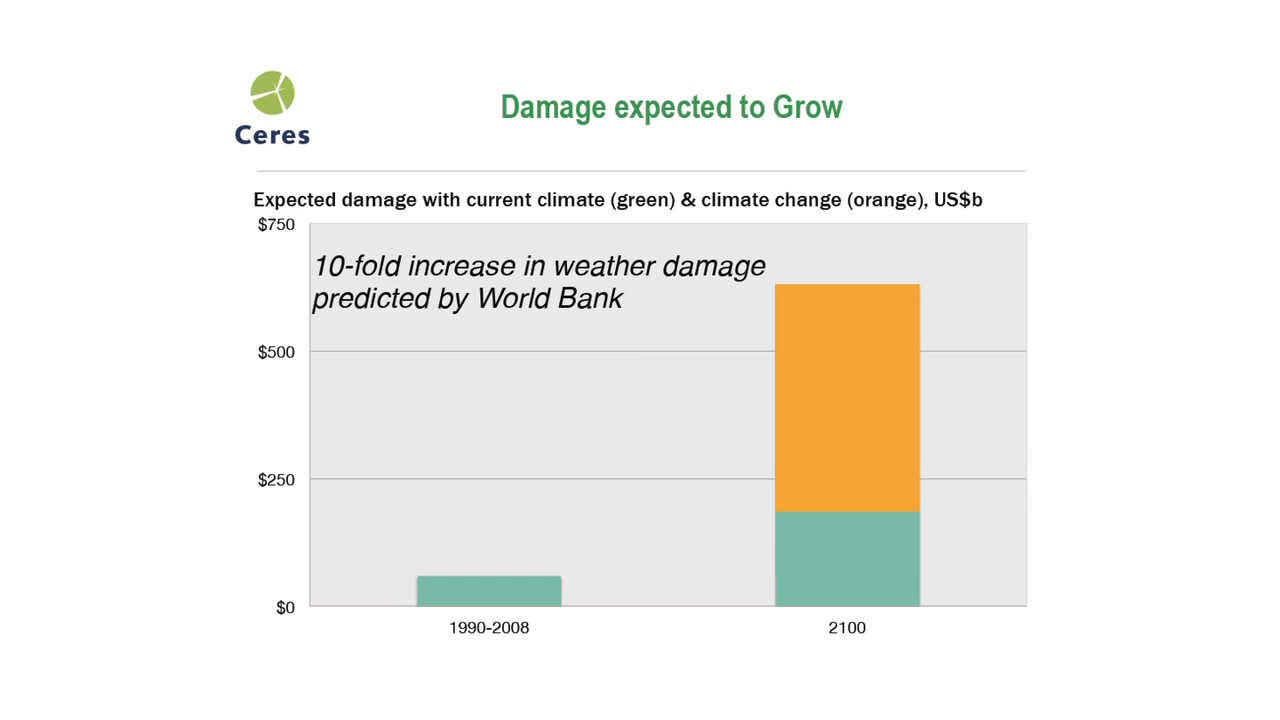 Ceres
Damage expected to Grow
Expected damage with current climate (green) & climate change (orange), US$b
$750
10-fold increase in weather damage
predicted by World Bank
$500
$250
$0
1990-2008
2100